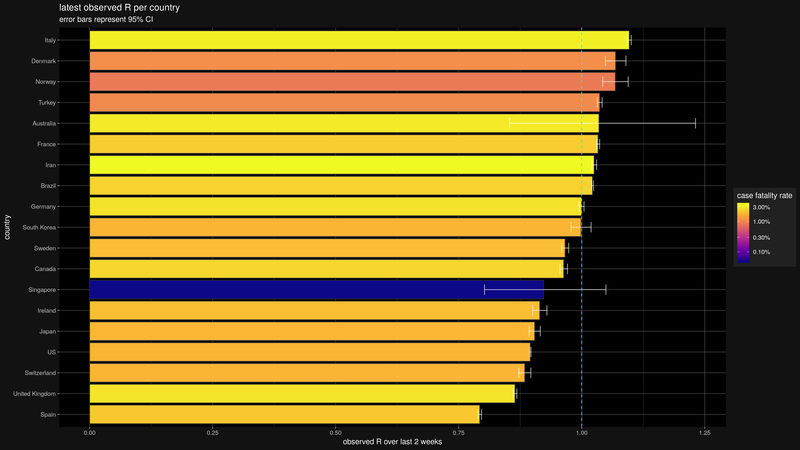 latest observed R per country
error bars represent 95% CI
country
Italy
Denmark
Norway
Turkey
Australia
France
Iran
Brazil
Germany
South Korea
Sweden
Canada
Singapore
Ireland
Japan
US
Switzerland
United Kingdom
Spain
0.00 0.25 0.50 0.75 1.00 1.25
observed R over last 2 weeks
case fatality rate
3.00%
1.00%
0.30%
0.10%